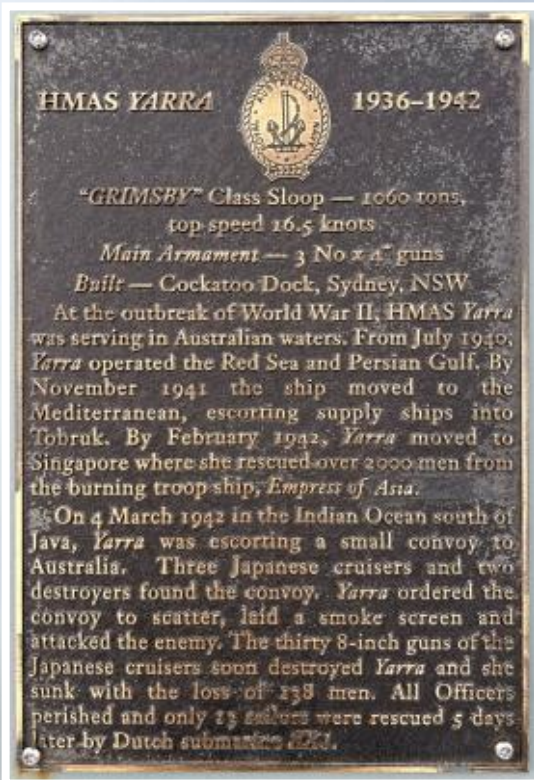 HMAS YARRA 1936–1942
ROYAL AUSTRALIAN NAVY
"GRIMSBY" Class Sloop — 1060 tons,
top speed 16.5 knots
Main Armament — 3 No x 4" guns
Built — Cockatoo Dock, Sydney, NSW
At the outbreak of World War II, HMAS Yarra
was serving in Australian waters. From July 1940,
Yarra operated the Red Sea and Persian Gulf. By
November 1941 the ship moved to the
Mediterranean, escorting supply ships into
Tobruk. By February 1942, Yarra moved to
Singapore where she rescued over 2000 men from
the burning troop ship, Empress of Asia.
On 4 March 1942 in the Indian Ocean south of
Java, Yarra was escorting a small convoy to
Australia. Three Japanese cruisers and two
destroyers found the convoy. Yarra ordered the
convoy to scatter, laid a smoke screen and
attacked the enemy. The thirty 8-inch guns of the
Japanese cruisers soon destroyed Yarra and she
sunk with the loss of 138 men. All Officers
perished and only 13 sailors were rescued 5 days
later by Dutch submarine